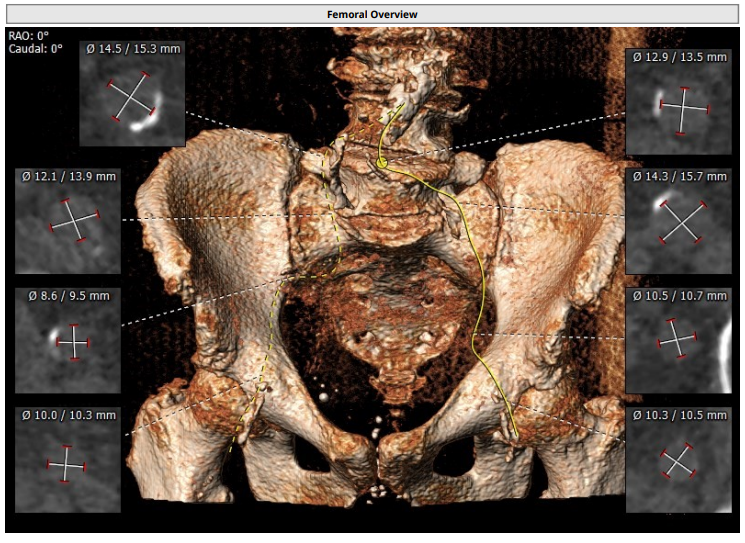 Femoral Overview
RAO: 0°
Caudal: 0°
Ø 14.5 / 15.3 mm
Ø 12.9 / 13.5 mm
Ø 12.1 / 13.9 mm
Ø 14.3 / 15.7 mm
Ø 8.6 / 9.5 mm
Ø 10.5 / 10.7 mm
Ø 10.0 / 10.3 mm
Ø 10.3 / 10.5 mm